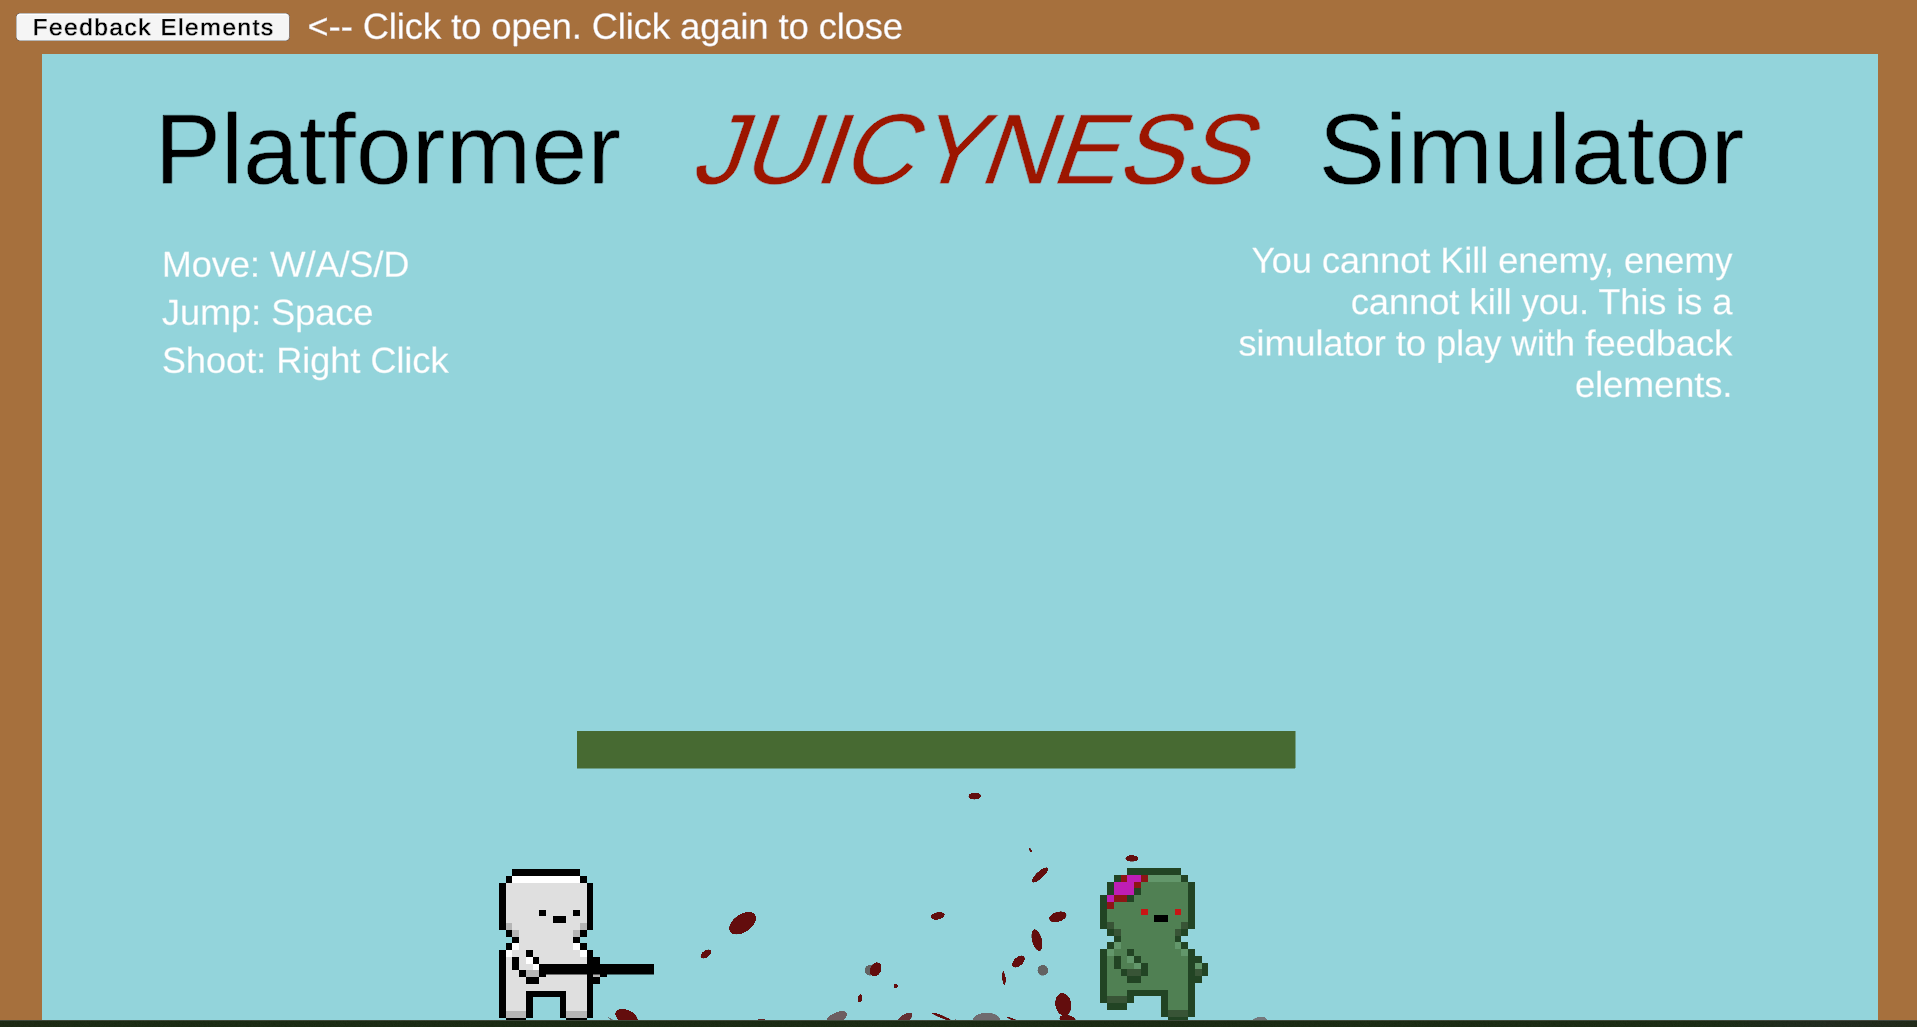 Feedback Elements <-- Click to open. Click again to close
Platformer JUICYNESS Simulator
Move: W/A/S/D
Jump: Space
Shoot: Right Click
You cannot Kill enemy, enemy
cannot kill you. This is a
simulator to play with feedback
elements.